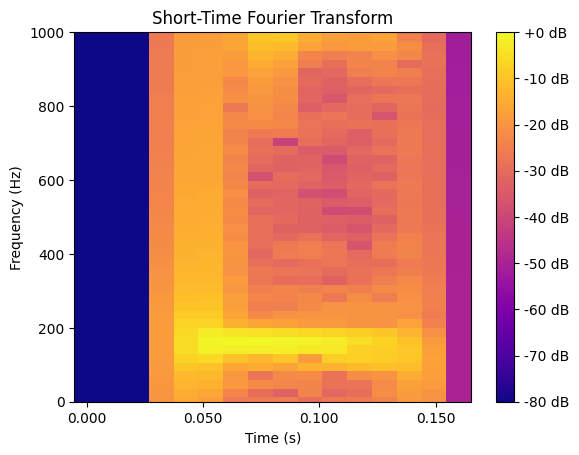 Short-Time Fourier Transform
1000
800
600
400
200
0
Frequency (Hz)
0.000
0.050
0.100
0.150
Time (s)
+0 dB
-10 dB
-20 dB
-30 dB
-40 dB
-50 dB
-60 dB
-70 dB
-80 dB